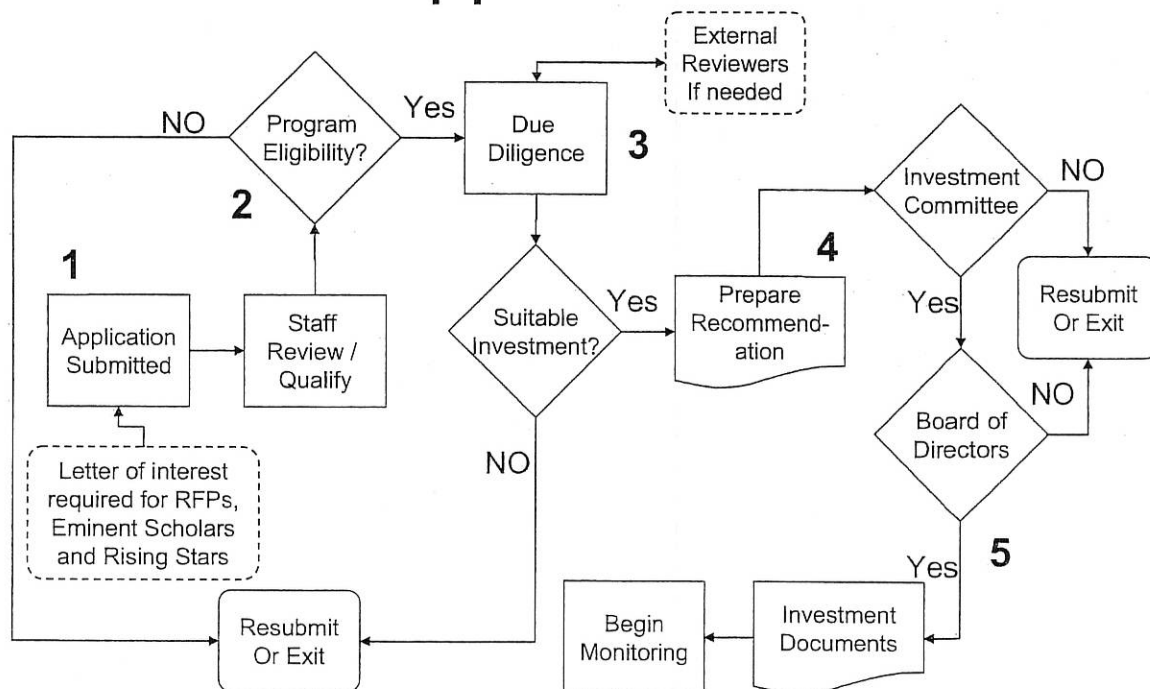 External
Reviewers
If needed
NO
Program
Eligibility?
Yes
Due
Diligence
3
2
Investment
Committee
NO
1
4
Application
Submitted
Staff
Review /
Qualify
Suitable
Investment?
Yes
Prepare
Recommend-
ation
Yes
Resubmit
Or Exit
NO
Board of
Directors
Letter of interest
required for RFPs,
Eminent Scholars
and Rising Stars
NO
5
Yes
Resubmit
Or Exit
Begin
Monitoring
Investment
Documents